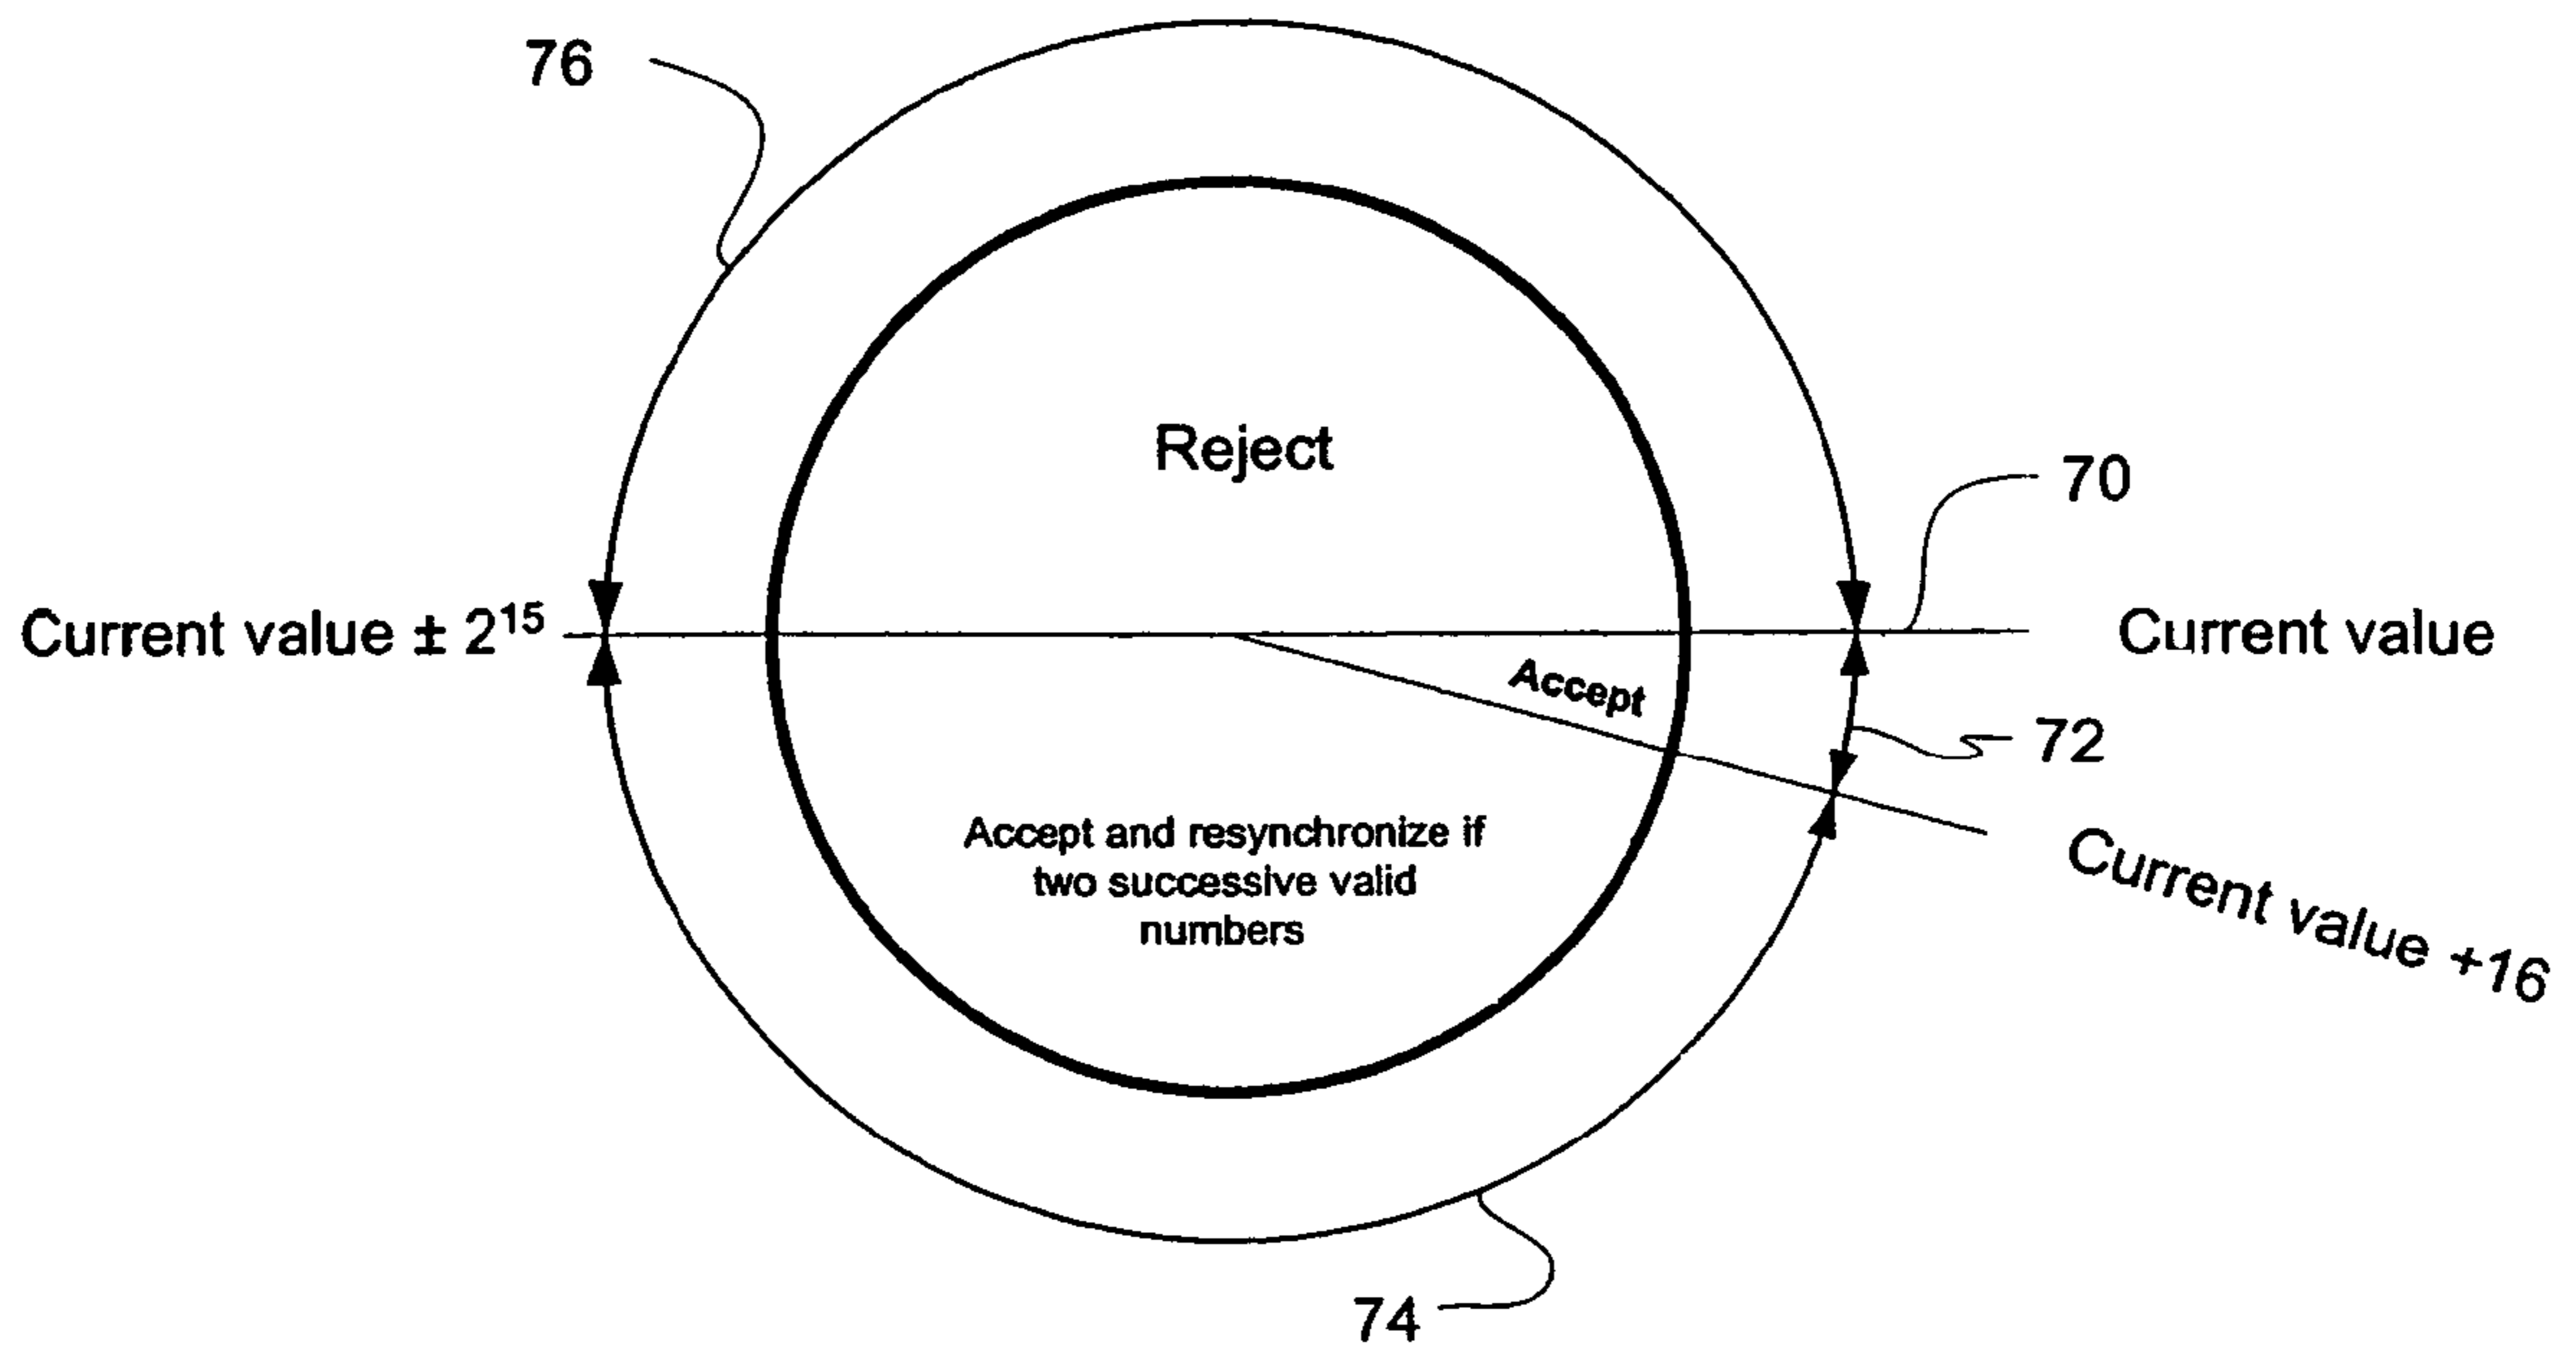 76
Reject
70
Current value ± 2¹⁵
Current value
Accept
72
Accept and resynchronize if
two successive valid
numbers
Current value +16
74